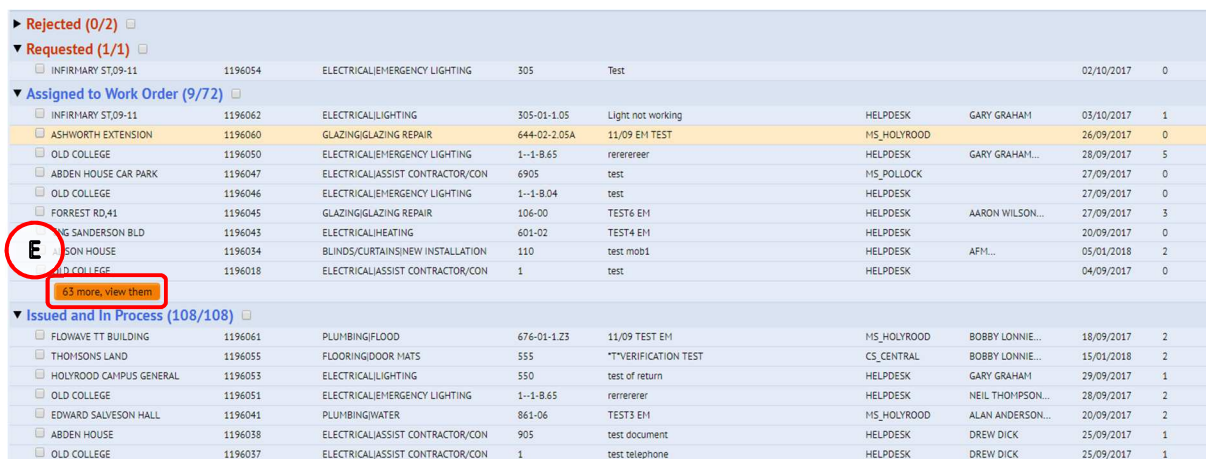 Rejected (0/2)
Requested (1/1)
INFIRMARY ST,09-11 1196054 ELECTRICAL|EMERGENCY LIGHTING 305 Test 02/10/2017 0
Assigned to Work Order (9/72)
INFIRMARY ST,09-11 1196062 ELECTRICAL|LIGHTING 305-01-1.05 Light not working HELPDESK GARY GRAHAM 03/10/2017 1
ASHWORTH EXTENSION 1196060 GLAZING|GLAZING REPAIR 644-02-2.05A 11/09 EM TEST MS_HOLYROOD 26/09/2017 0
OLD COLLEGE 1196050 ELECTRICAL|EMERGENCY LIGHTING 1--1-B.65 rerererer HELPDESK GARY GRAHAM... 28/09/2017 5
ABDEN HOUSE CAR PARK 1196047 ELECTRICAL|ASSIST CONTRACTOR/CON 6905 test MS_POLLOCK 27/09/2017 0
OLD COLLEGE 1196046 ELECTRICAL|EMERGENCY LIGHTING 1--1-B.04 test HELPDESK 27/09/2017 0
FORREST RD,41 1196045 GLAZING|GLAZING REPAIR 106-00 TEST6 EM HELPDESK AARON WILSON... 27/09/2017 3
SANDERSON BLD 1196043 ELECTRICAL|HEATING 601-02 TEST4 EM HELPDESK 20/09/2017 0
E
HOUSE 1196034 BLINDS/CURTAINS|NEW INSTALLATION 110 test mob1 HELPDESK AFM... 05/01/2018 2
OLD COLLEGE 1196018 ELECTRICAL|ASSIST CONTRACTOR/CON 1 test HELPDESK 04/09/2017 0
63 more, view them
Issued and In Process (108/108)
FLOWAVE TT BUILDING 1196061 PLUMBING|FLOOD 676-01-1.Z3 11/09 TEST EM MS_HOLYROOD BOBBY LONNIE... 18/09/2017 2
THOMSONS LAND 1196055 FLOORING|DOOR MATS 555 *T*VERIFICATION TEST CS_CENTRAL BOBBY LONNIE... 15/01/2018 2
HOLYROOD CAMPUS GENERAL 1196053 ELECTRICAL|LIGHTING 550 test of return HELPDESK GARY GRAHAM 29/09/2017 1
OLD COLLEGE 1196051 ELECTRICAL|EMERGENCY LIGHTING 1--1-B.65 rerrererer HELPDESK NEIL THOMPSON... 28/09/2017 2
EDWARD SALVESON HALL 1196041 PLUMBING|WATER 861-06 TEST3 EM MS_HOLYROOD ALAN ANDERSON... 20/09/2017 2
ABDEN HOUSE 1196038 ELECTRICAL|ASSIST CONTRACTOR/CON 905 test document HELPDESK DREW DICK 25/09/2017 1
OLD COLLEGE 1196037 ELECTRICAL|ASSIST CONTRACTOR/CON 1 test telephone HELPDESK DREW DICK 25/09/2017 1